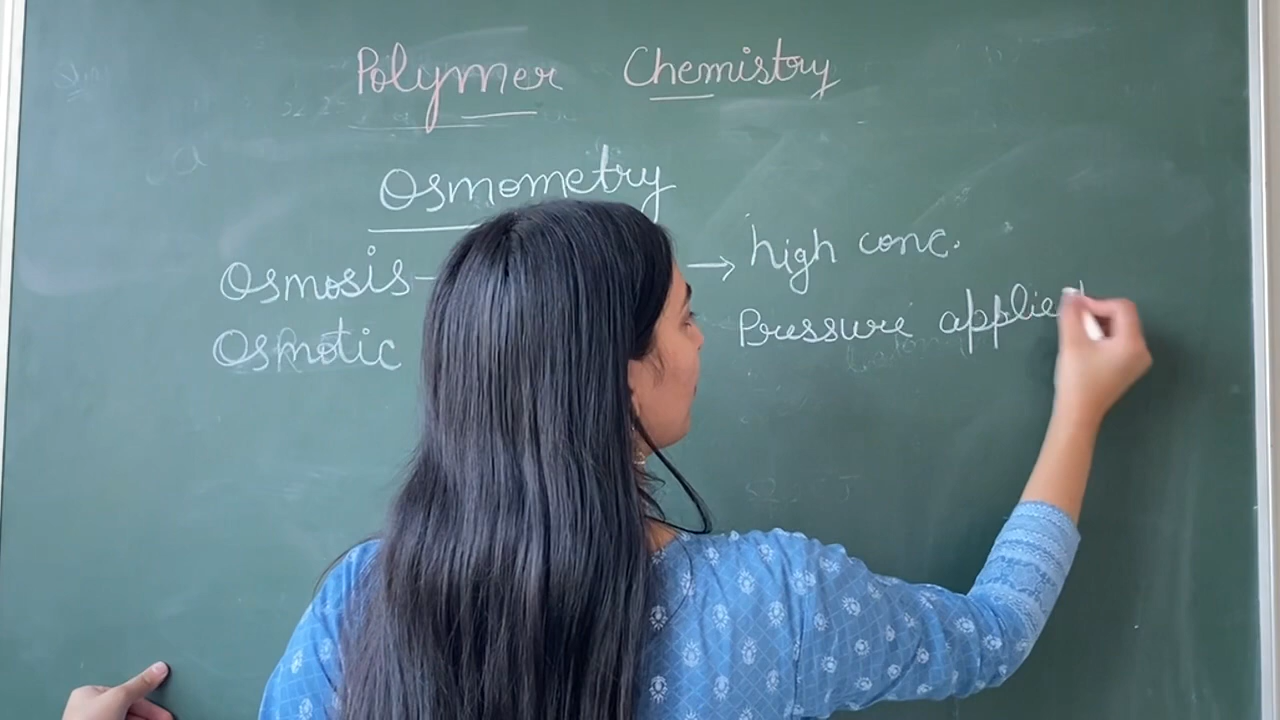 Polymer Chemistry
Osmometry
Osmosis- → high conc.
Osmotic Pressure applied